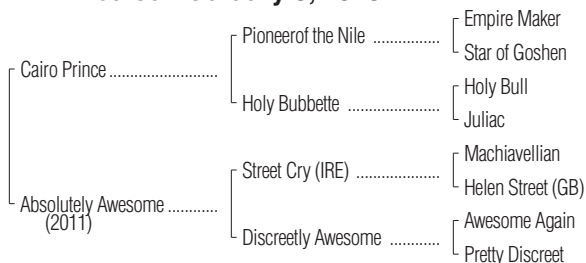 Empire Maker
Pioneerof the Nile ..................
Star of Goshen
Cairo Prince ........................
Holy Bull
Holy Bubbette .....................
Juliac
Machiavellian
Street Cry (IRE) ...................
Helen Street (GB)
Absolutely Awesome ...........
(2011)
Awesome Again
Discreetly Awesome ...........
Pretty Discreet